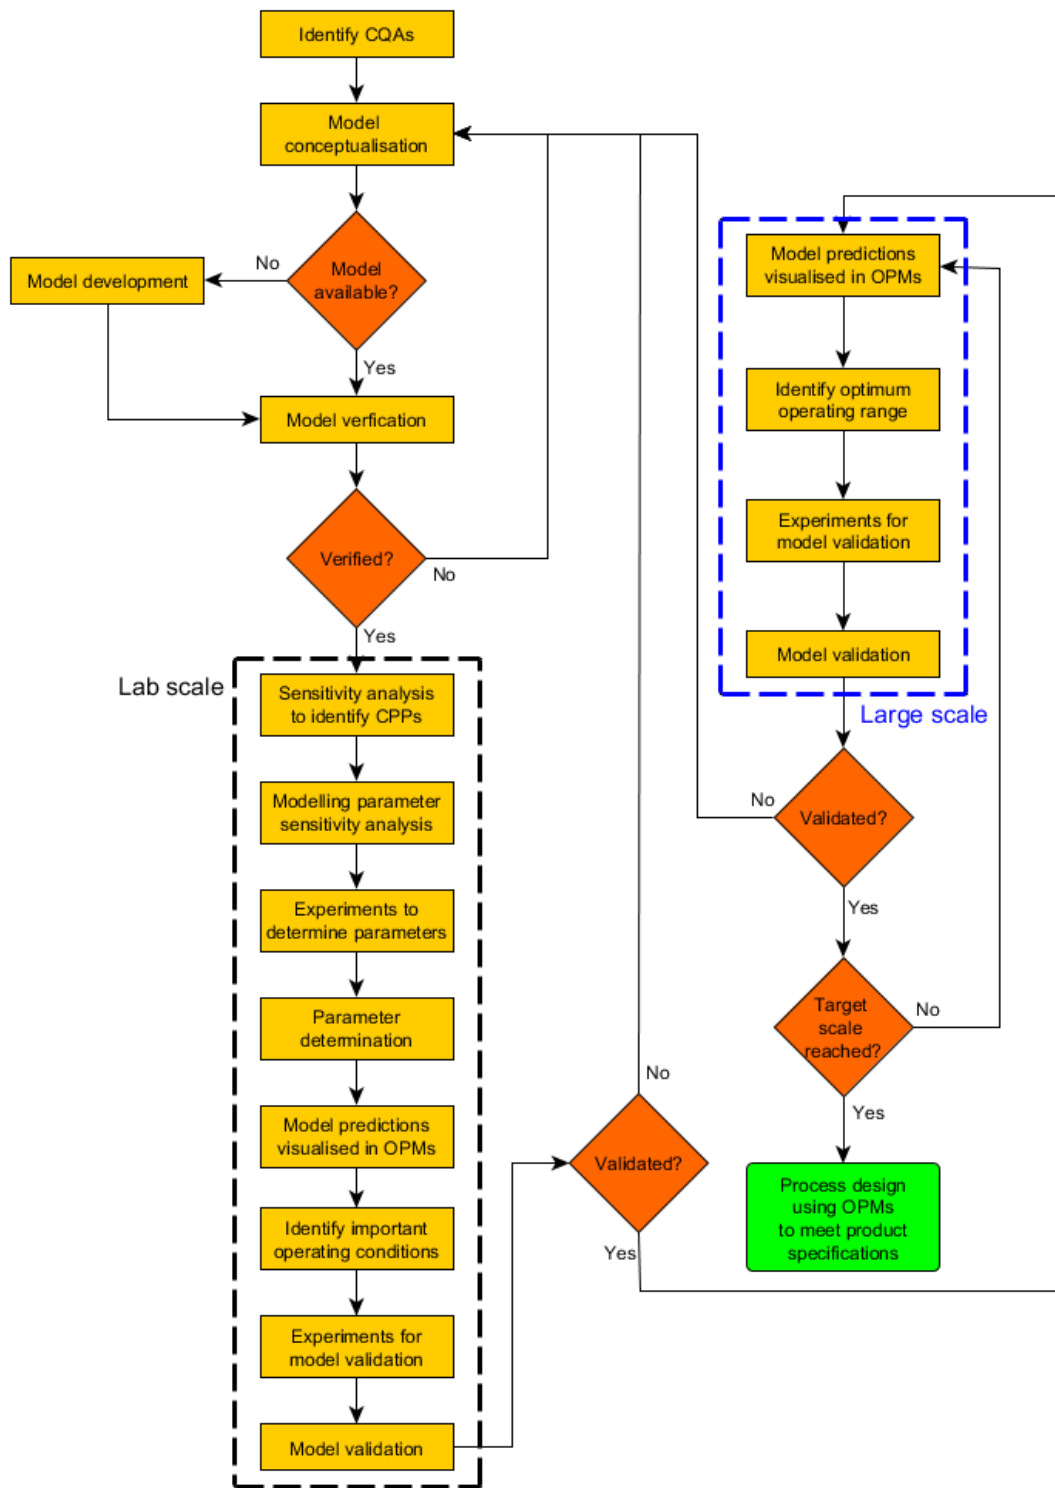 Identify CQAs
Model
conceptualisation
Model
available?
No
Yes
Model development
Model verfication
Verified?
No
Yes
Lab scale
Sensitivity analysis
to identify CPPs
Modelling parameter
sensitivity analysis
Experiments to
determine parameters
Parameter
determination
Model predictions
visualised in OPMs
Identify important
operating conditions
Experiments for
model validation
Model validation
Validated?
No
Yes
Model predictions
visualised in OPMs
Identify optimum
operating range
Experiments for
model validation
Model validation
Large scale
Validated?
No
Yes
Target
scale
reached?
No
Yes
Process design
using OPMs
to meet product
specifications